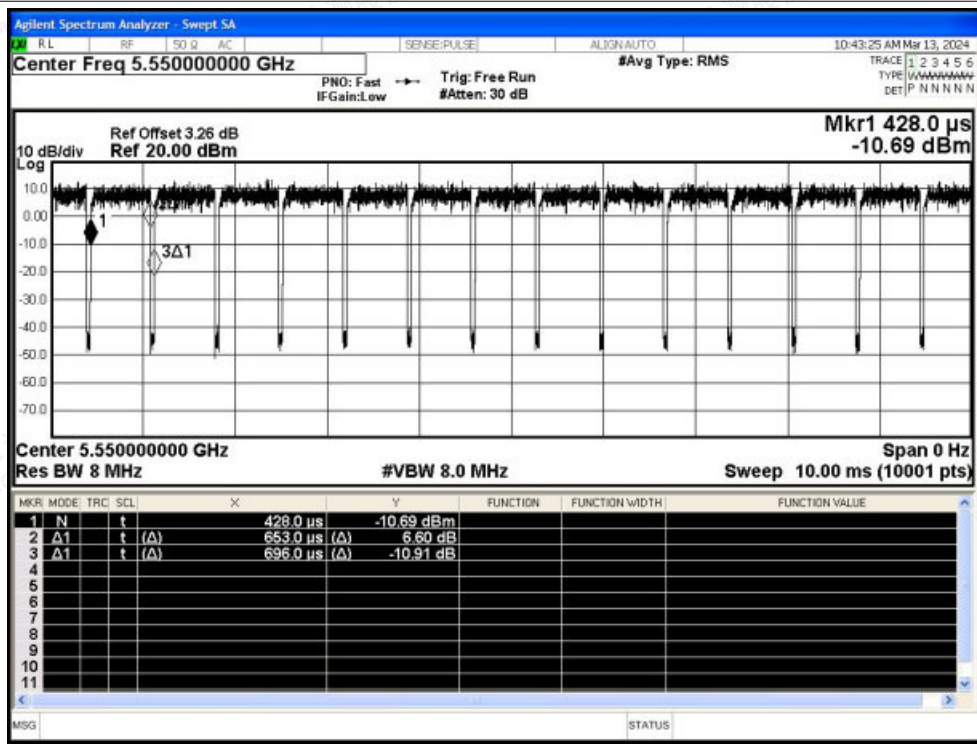 Agilent Spectrum Analyzer - Swept SA
RL RF 50 Ω AC SENSE:PULSE ALIGN AUTO 10:43:25 AM Mar 13, 2024
Center Freq 5.550000000 GHz #Avg Type: RMS TRACE 1 2 3 4 5 6
PNO: Fast Trig: Free Run TYPE
IFGain:Low #Atten: 30 dB DET P N N N N N
Mkr1 428.0 µs
Ref Offset 3.26 dB
10 dB/div Ref 20.00 dBm -10.69 dBm
Log
10.0
0.00
1
-10.0
3Δ1
-20.0
-30.0
-40.0
-50.0
-60.0
-70.0
Center 5.550000000 GHz Span 0 Hz
Res BW 8 MHz #VBW 8.0 MHz Sweep 10.00 ms (10001 pts)
MKR MODE TRC SCL X Y FUNCTION FUNCTION WIDTH FUNCTION VALUE
1 N t 428.0 µs -10.69 dBm
2 Δ1 t (Δ) 653.0 µs (Δ) 6.60 dB
3 Δ1 t (Δ) 696.0 µs (Δ) -10.91 dB
4
5
6
7
8
9
10
11
MSG STATUS